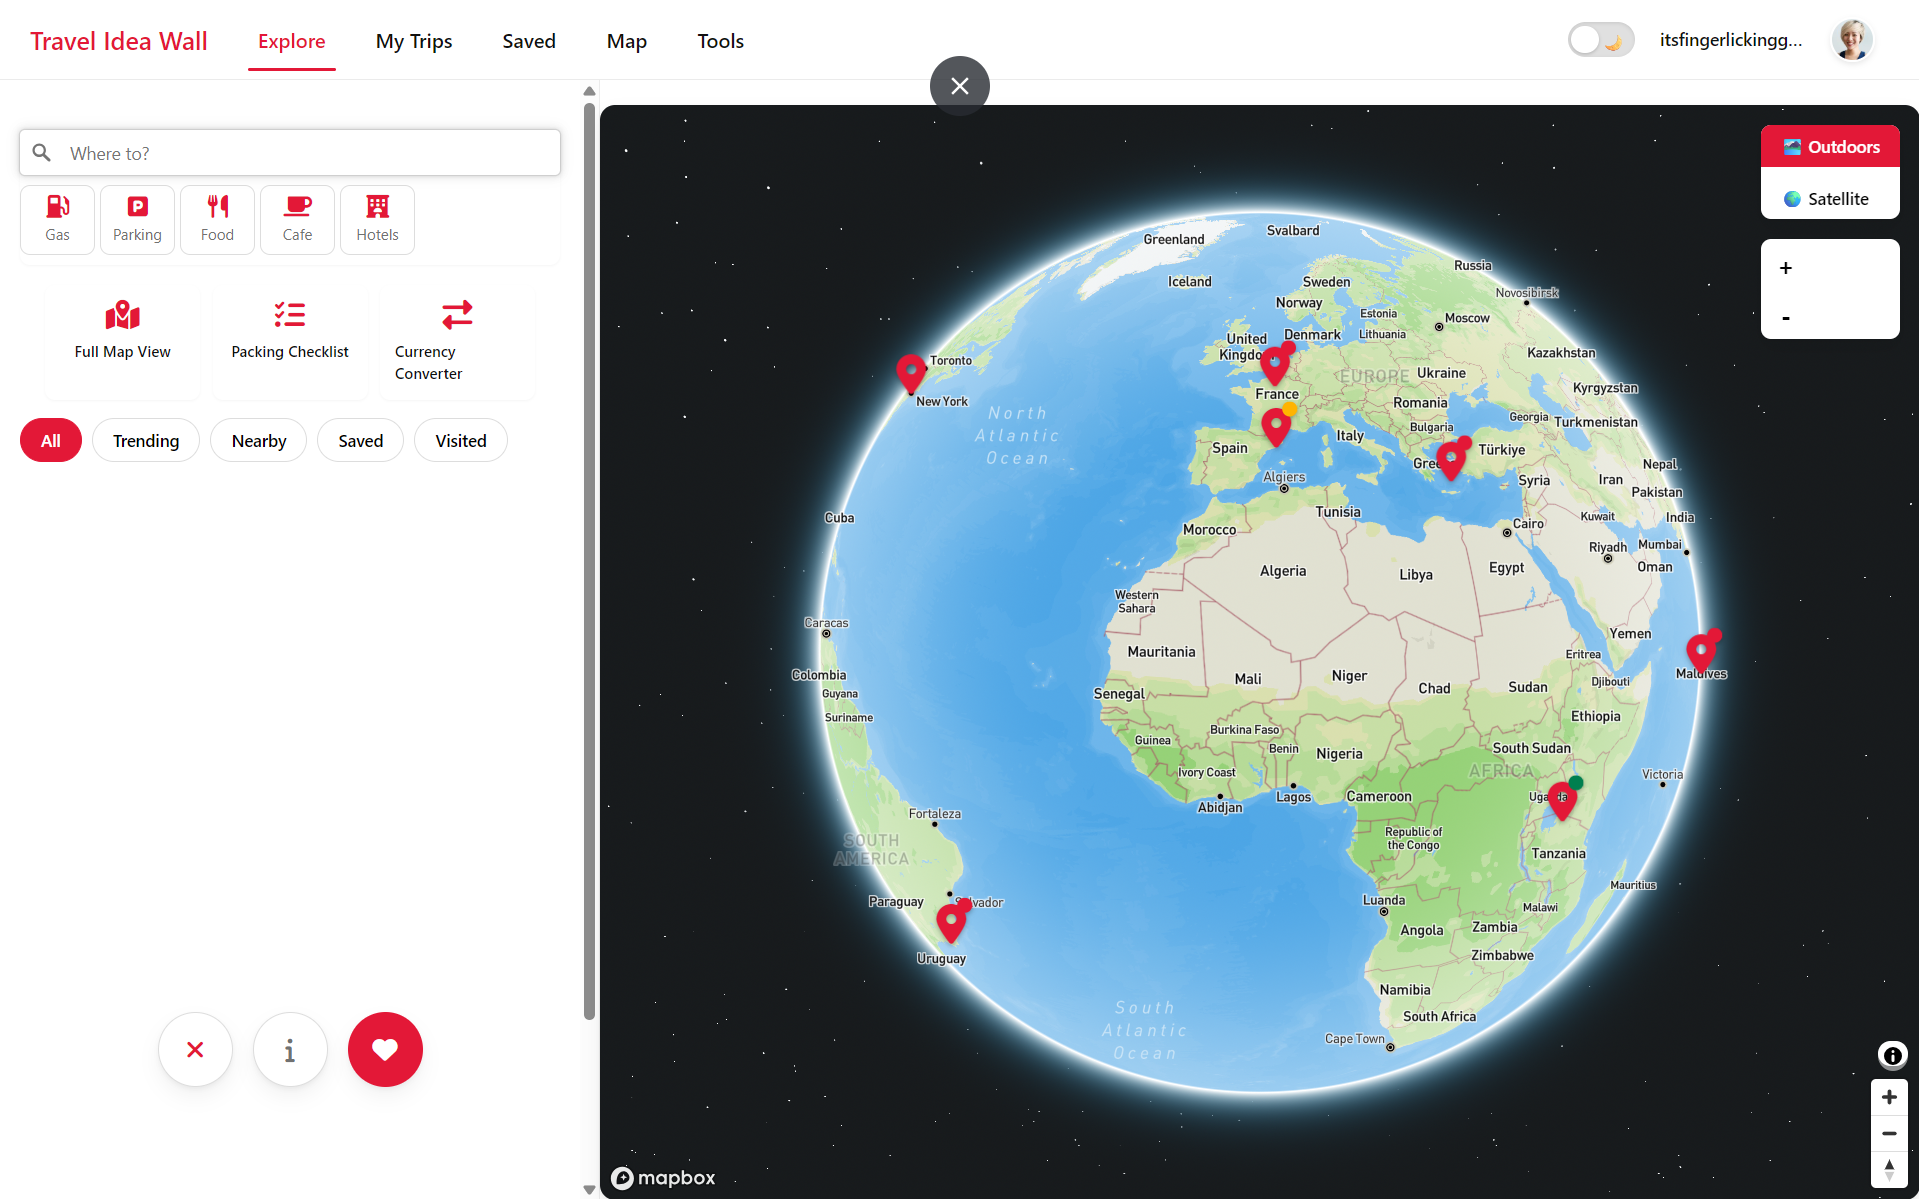 Travel Idea Wall
Explore
My Trips
Saved
Map
Tools
itsfingerlickingg...
Where to?
Gas
Parking
Food
Cafe
Hotels
Full Map View
Packing Checklist
Currency
Converter
All
Trending
Nearby
Saved
Visited
Outdoors
Satellite
+
-
Greenland
Svalbard
Iceland
Sweden
Norway
Russia
Novosibirsk
Estonia
Moscow
United
Denmark
Lithuania
Kazakhstan
Toronto
New York
EUROPE
Ukraine
Kyrgyzstan
France
Romania
Georgia
Turkmenistan
Bulgaria
North
Atlantic
Ocean
Spain
Italy
Türkiye
Nepal
Algiers
Syria
Iran
Pakistan
Cuba
Tunisia
Kuwait
India
Morocco
Cairo
Riyadh
Mumbai
Oman
Algeria
Libya
Egypt
Western
Sahara
Caracas
Yemen
Mauritania
Eritrea
Colombia
Mali
Niger
Chad
Sudan
Djibouti
Maldives
Guyana
Senegal
Suriname
Ethiopia
Burkina Faso
Guinea
Benin
Nigeria
South Sudan
Ivory Coast
AFRICA
Victoria
Abidjan
Lagos
Cameroon
Fortaleza
Republic of
the Congo
SOUTH
AMERICA
Tanzania
Mauritius
Paraguay
Luanda
Malawi
Angola
Zambia
Uruguay
Zimbabwe
Namibia
South
Atlantic
Ocean
South Africa
Cape Town
mapbox